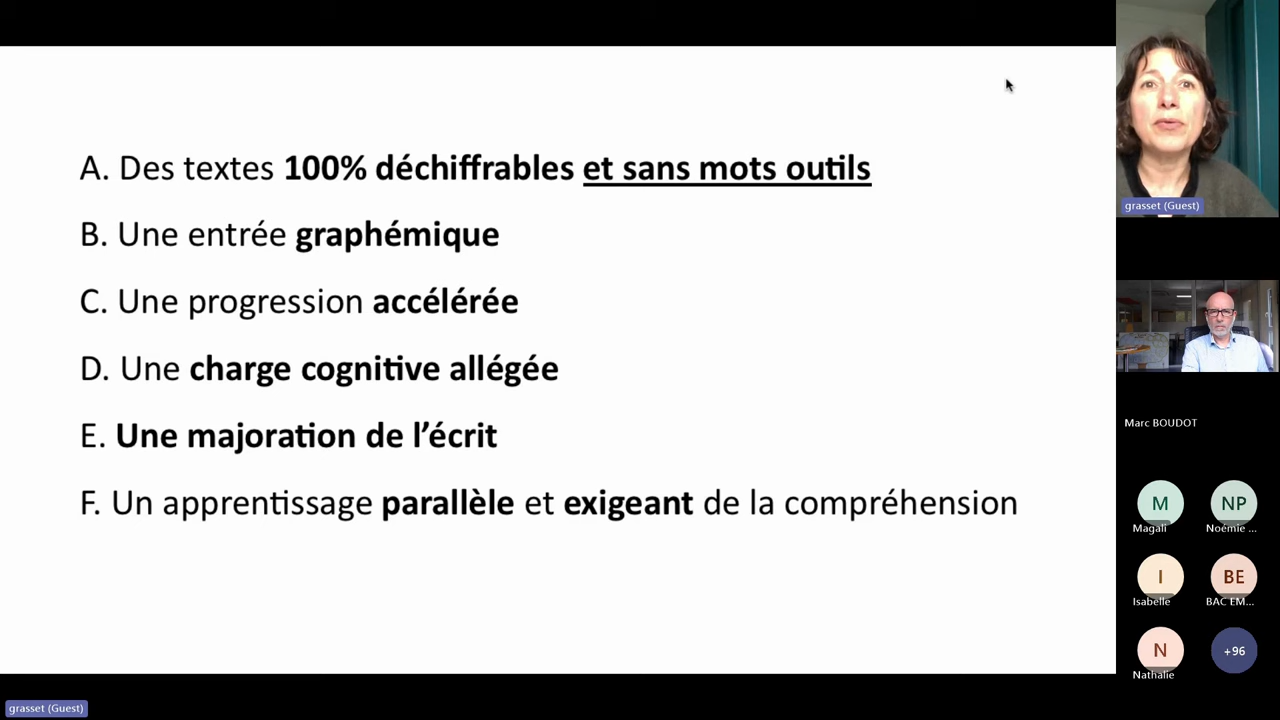 A. Des textes 100% déchiffrables et sans mots outils
B. Une entrée graphémique
C. Une progression accélérée
D. Une charge cognitive allégée
E. Une majoration de l’écrit
F. Un apprentissage parallèle et exigeant de la compréhension
grasset (Guest)
Marc BOUDOT
M
NP
Magali
Noémie ...
I
BE
Isabelle
BAC EM...
N
+96
Nathalie
grasset (Guest)